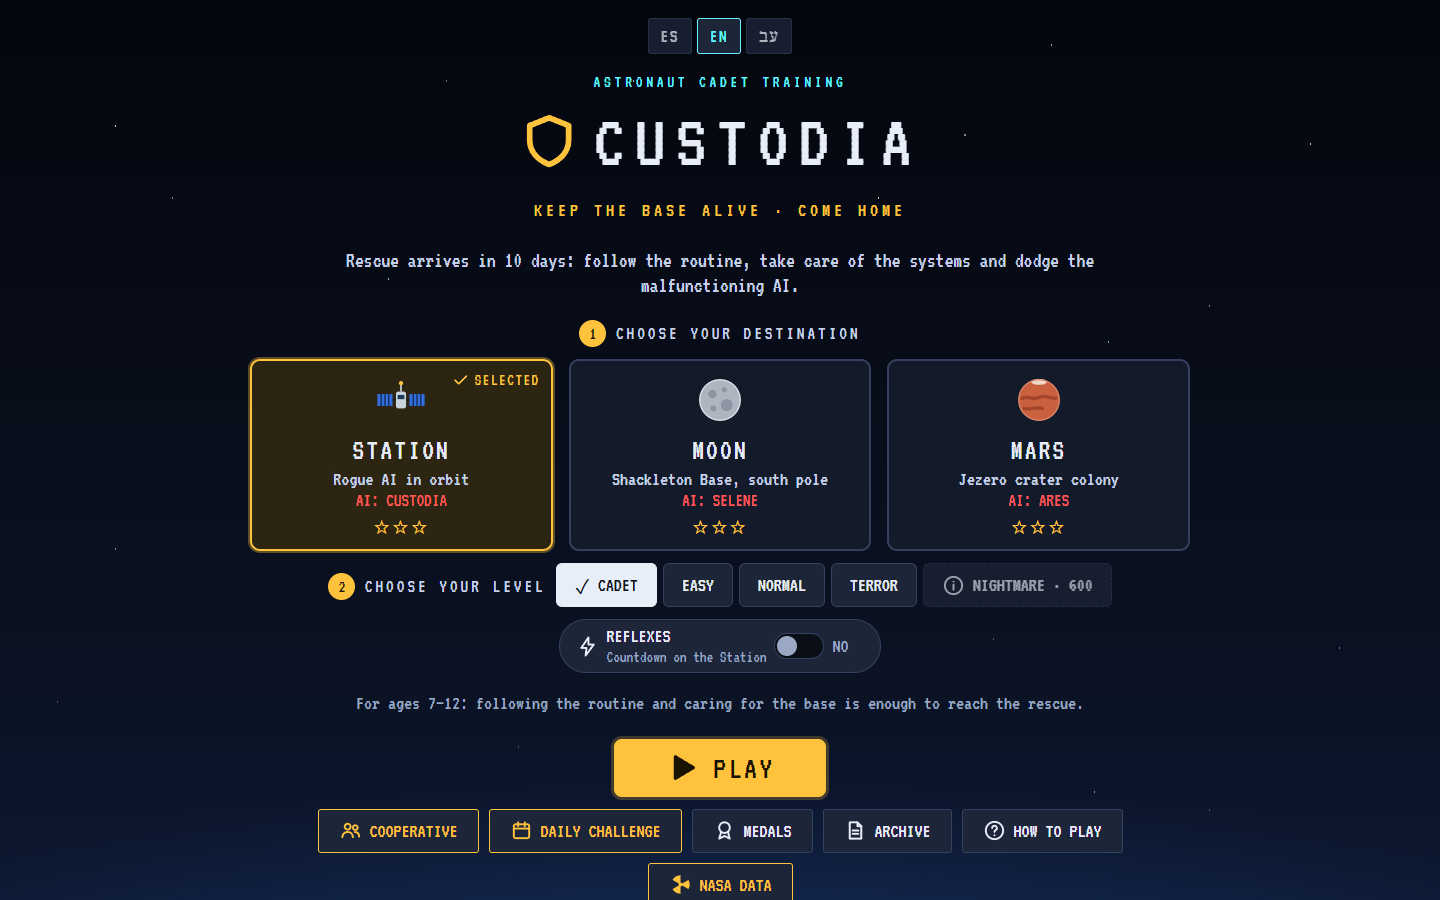 ES EN עב
ASTRONAUT CADET TRAINING
CUSTODIA
KEEP THE BASE ALIVE · COME HOME
Rescue arrives in 10 days: follow the routine, take care of the systems and dodge the
malfunctioning AI.
1 CHOOSE YOUR DESTINATION
SELECTED
STATION
Rogue AI in orbit
AI: CUSTODIA
MOON
Shackleton Base, south pole
AI: SELENE
MARS
Jezero crater colony
AI: ARES
2 CHOOSE YOUR LEVEL CADET EASY NORMAL TERROR NIGHTMARE · 600
REFLEXES
Countdown on the Station
NO
For ages 7-12: following the routine and caring for the base is enough to reach the rescue.
PLAY
COOPERATIVE DAILY CHALLENGE MEDALS ARCHIVE HOW TO PLAY
NASA DATA